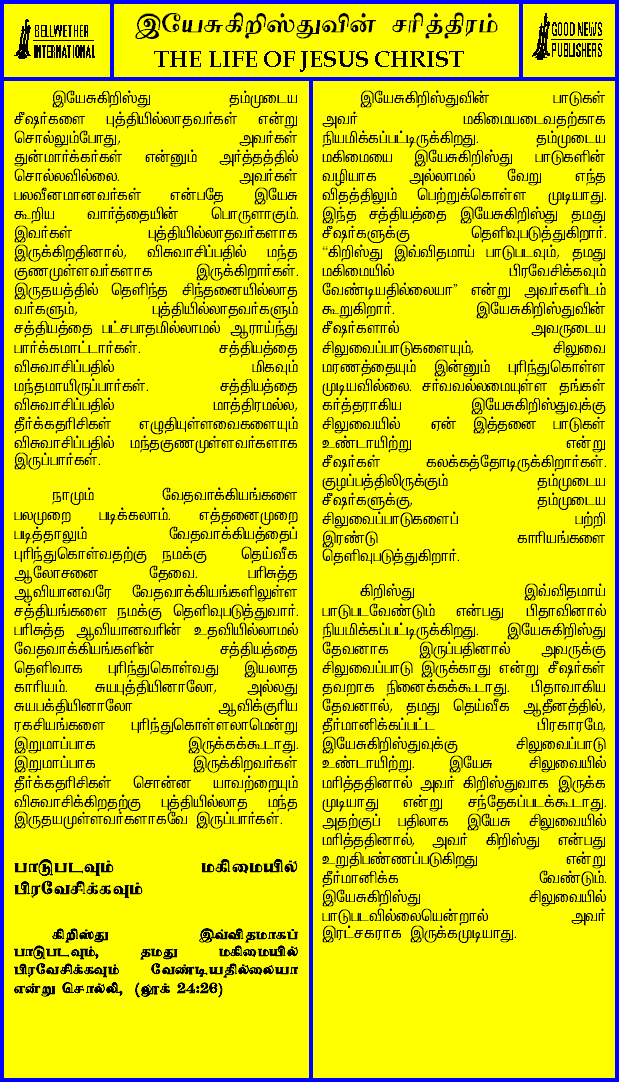 BELLWETHER
INTERNATIONAL
இயேசுகிறிஸ்துவின் சரித்திரம்
THE LIFE OF JESUS CHRIST
GOOD NEWS
PUBLISHERS
இயேசுகிறிஸ்து தம்முடைய
சீஷர்களை புத்தியில்லாதவர்கள் என்று
சொல்லும்போது, அவர்கள்
துன்மார்க்கர்கள் என்னும் அர்த்தத்தில்
சொல்லவில்லை. அவர்கள்
பலவீனமானவர்கள் என்பதே இயேசு
கூறிய வார்த்தையின் பொருளாகும்.
இவர்கள் புத்தியில்லாதவர்களாக
இருக்கிறதினால், விசுவாசிப்பதில் மந்த
குணமுள்ளவர்களாக இருக்கிறார்கள்.
இருதயத்தில் தெளிந்த சிந்தனையில்லாத
வர்களும், புத்தியில்லாதவர்களும்
சத்தியத்தை பட்சபாதமில்லாமல் ஆராய்ந்து
பார்க்கமாட்டார்கள். சத்தியத்தை
விசுவாசிப்பதில் மிகவும்
மந்தமாயிருப்பார்கள். சத்தியத்தை
விசுவாசிப்பதில் மாத்திரமல்ல,
தீர்க்கதரிசிகள் எழுதியுள்ளவைகளையும்
விசுவாசிப்பதில் மந்தகுணமுள்ளவர்களாக
இருப்பார்கள்.
நாமும் வேதவாக்கியங்களை
பலமுறை படிக்கலாம். எத்தனைமுறை
படித்தாலும் வேதவாக்கியத்தைப்
புரிந்துகொள்வதற்கு நமக்கு தெய்வீக
ஆலோசனை தேவை. பரிசுத்த
ஆவியானவரே வேதவாக்கியங்களிலுள்ள
சத்தியங்களை நமக்கு தெளிவுபடுத்துவார்.
பரிசுத்த ஆவியானவரின் உதவியில்லாமல்
வேதவாக்கியங்களின் சத்தியத்தை
தெளிவாக புரிந்துகொள்வது இயலாத
காரியம். சுயபுத்தியினாலோ, அல்லது
சுயபக்தியினாலோ ஆவிக்குரிய
ரகசியங்களை புரிந்துகொள்ளலாமென்று
இறுமாப்பாக இருக்கக்கூடாது.
இறுமாப்பாக இருக்கிறவர்கள்
தீர்க்கதரிசிகள் சொன்ன யாவற்றையும்
விசுவாசிக்கிறதற்கு புத்தியில்லாத மந்த
இருதயமுள்ளவர்களாகவே இருப்பார்கள்.
பாடுபடவும் மகிமையில்
பிரவேசிக்கவும்
கிறிஸ்து இவ்விதமாகப்
பாடுபடவும், தமது மகிமையில்
பிரவேசிக்கவும் வேண்டியதில்லையா
என்று சொல்லி, (லூக் 24:26)
இயேசுகிறிஸ்துவின் பாடுகள்
அவர் மகிமையடைவதற்காக
நியமிக்கப்பட்டிருக்கிறது. தம்முடைய
மகிமையை இயேசுகிறிஸ்து பாடுகளின்
வழியாக அல்லாமல் வேறு எந்த
விதத்திலும் பெற்றுக்கொள்ள முடியாது.
இந்த சத்தியத்தை இயேசுகிறிஸ்து தமது
சீஷர்களுக்கு தெளிவுபடுத்துகிறார்.
“கிறிஸ்து இவ்விதமாய் பாடுபடவும், தமது
மகிமையில் பிரவேசிக்கவும்
வேண்டியதில்லையா” என்று அவர்களிடம்
கூறுகிறார். இயேசுகிறிஸ்துவின்
சீஷர்களால் அவருடைய
சிலுவைப்பாடுகளையும், சிலுவை
மரணத்தையும் இன்னும் புரிந்துகொள்ள
முடியவில்லை. சர்வவல்லமையுள்ள தங்கள்
கர்த்தராகிய இயேசுகிறிஸ்துவுக்கு
சிலுவையில் ஏன் இத்தனை பாடுகள்
உண்டாயிற்று என்று
சீஷர்கள் கலக்கத்தோடிருக்கிறார்கள்.
குழப்பத்திலிருக்கும் தம்முடைய
சீஷர்களுக்கு, தம்முடைய
சிலுவைப்பாடுகளைப் பற்றி
இரண்டு காரியங்களை
தெளிவுபடுத்துகிறார்.
கிறிஸ்து இவ்விதமாய்
பாடுபடவேண்டும் என்பது பிதாவினால்
நியமிக்கப்பட்டிருக்கிறது. இயேசுகிறிஸ்து
தேவனாக இருப்பதினால் அவருக்கு
சிலுவைப்பாடு இருக்காது என்று சீஷர்கள்
தவறாக நினைக்கக்கூடாது. பிதாவாகிய
தேவனால், தமது தெய்வீக ஆதீனத்தில்,
தீர்மானிக்கப்பட்ட பிரகாரமே,
இயேசுகிறிஸ்துவுக்கு சிலுவைப்பாடு
உண்டாயிற்று. இயேசு சிலுவையில்
மரித்ததினால் அவர் கிறிஸ்துவாக இருக்க
முடியாது என்று சந்தேகப்படக்கூடாது.
அதற்குப் பதிலாக இயேசு சிலுவையில்
மரித்ததினால், அவர் கிறிஸ்து என்பது
உறுதிபண்ணப்படுகிறது என்று
தீர்மானிக்க வேண்டும்.
இயேசுகிறிஸ்து சிலுவையில்
பாடுபடவில்லையென்றால் அவர்
இரட்சகராக இருக்கமுடியாது.